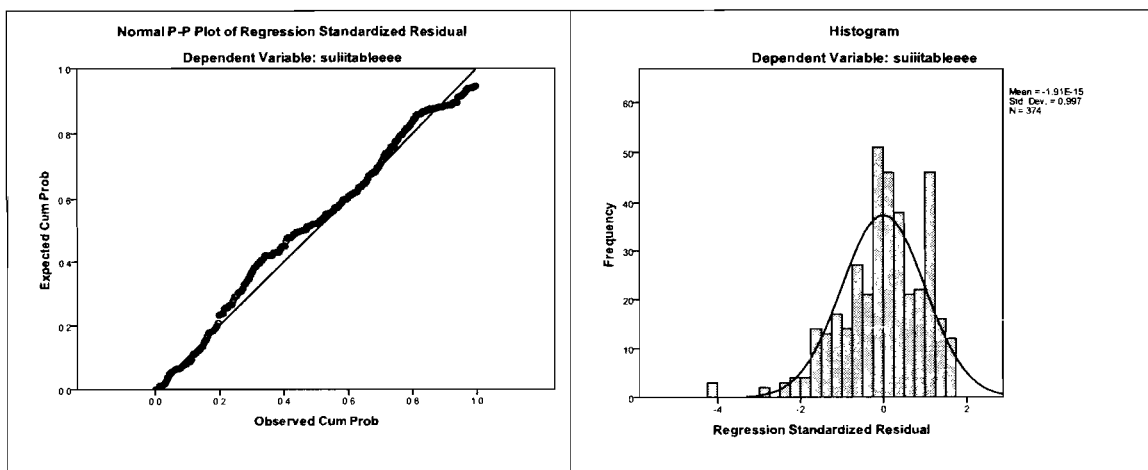 Normal P-P Plot of Regression Standardized Residual
Dependent Variable: suiiitableeee
1.0
0.8
0.6
0.4
0.2
0.0
Expected Cum Prob
0.0 0.2 0.4 0.6 0.8 1.0
Observed Cum Prob
Histogram
Dependent Variable: suiiitableeee
Mean = -1.91E-15
Std. Dev. = 0.997
N = 374
60
50
40
30
20
10
0
Frequency
-4 -2 0 2
Regression Standardized Residual